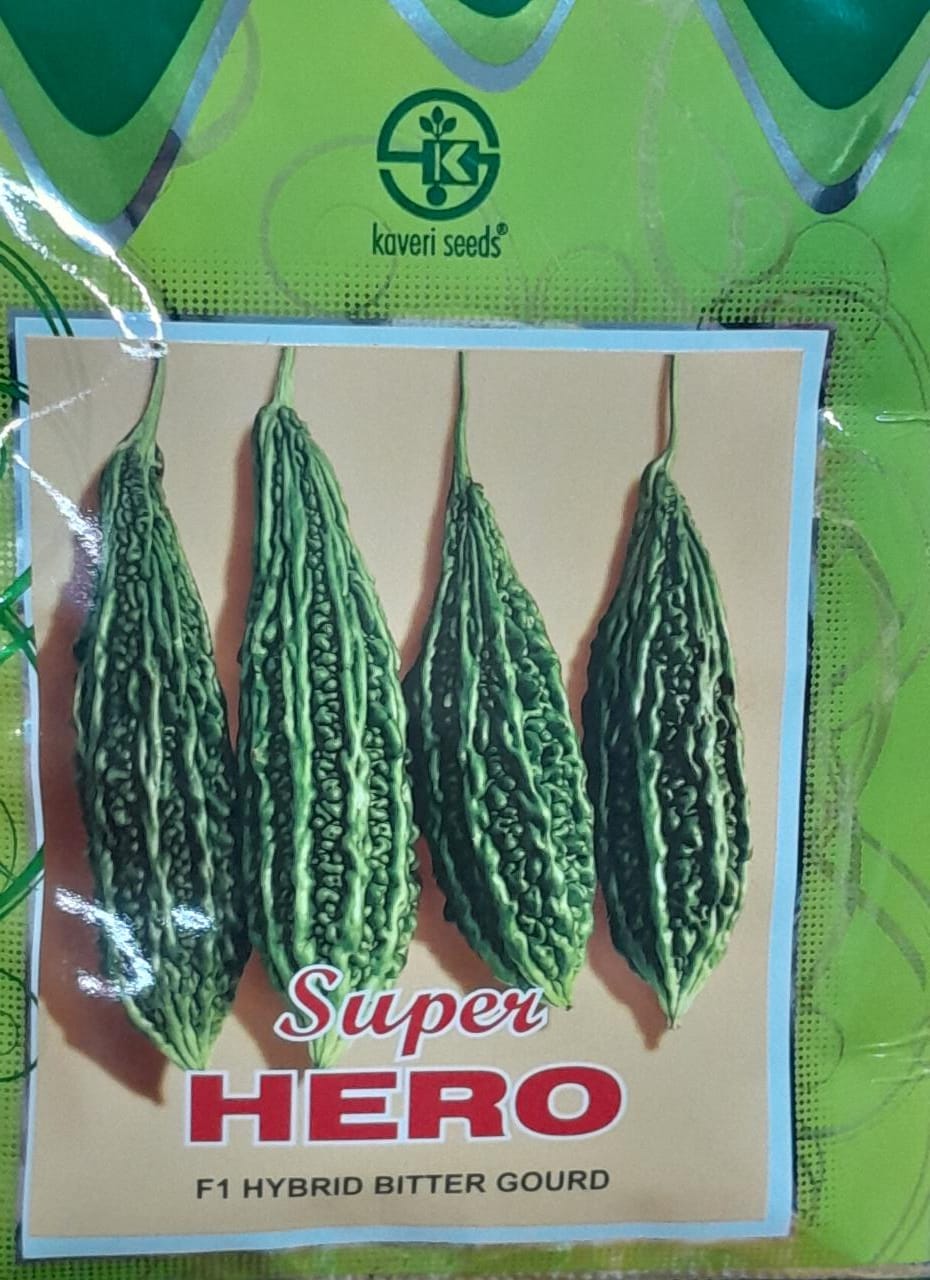 K
kaveri seeds®
Super
HERO
F1 HYBRID BITTER GOURD